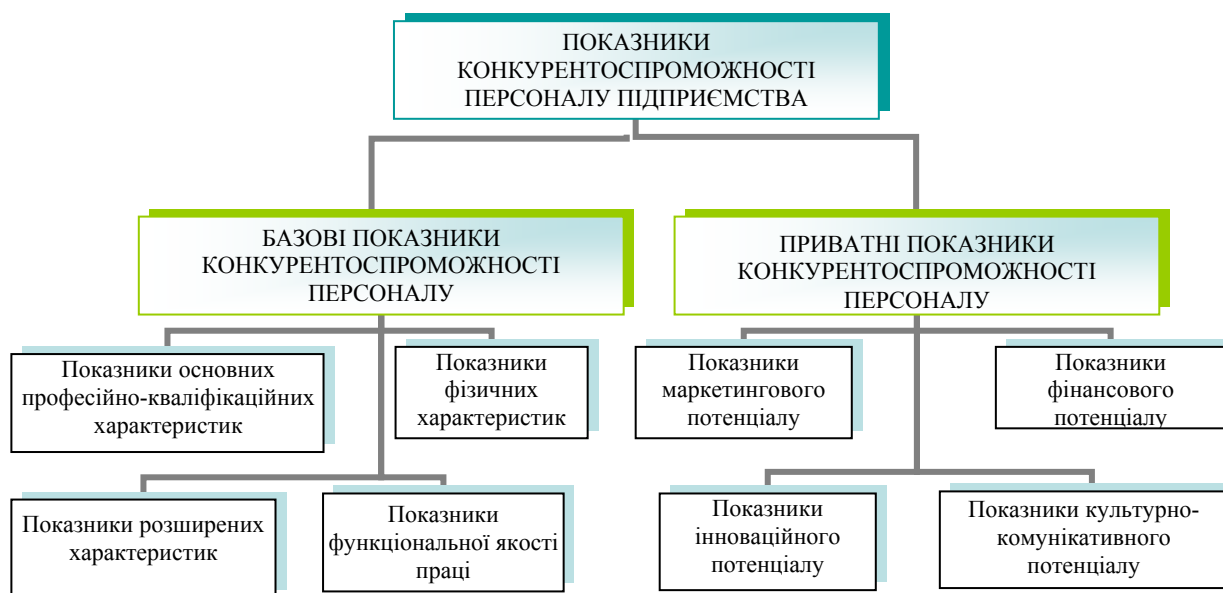 ПОКАЗНИКИ
КОНКУРЕНТОСПРОМОЖНОСТІ
ПЕРСОНАЛУ ПІДПРИЄМСТВА
БАЗОВІ ПОКАЗНИКИ
КОНКУРЕНТОСПРОМОЖНОСТІ
ПЕРСОНАЛУ
ПРИВАТНІ ПОКАЗНИКИ
КОНКУРЕНТОСПРОМОЖНОСТІ
ПЕРСОНАЛУ
Показники основних
професійно-кваліфікаційних
характеристик
Показники
фізичних
характеристик
Показники
маркетингового
потенціалу
Показники
фінансового
потенціалу
Показники розширених
характеристик
Показники
функціональної якості
праці
Показники
інноваційного
потенціалу
Показники культурно-
комунікативного
потенціалу